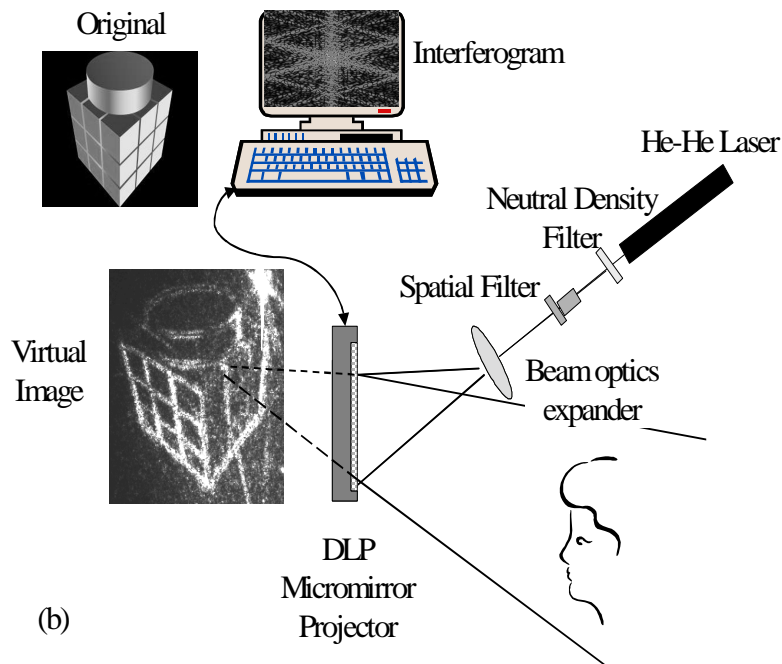 Original
Interferogram
He-He Laser
Neutral Density
Filter
Spatial Filter
Virtual
Image
Beam optics
expander
DLP
Micromirror
Projector
(b)